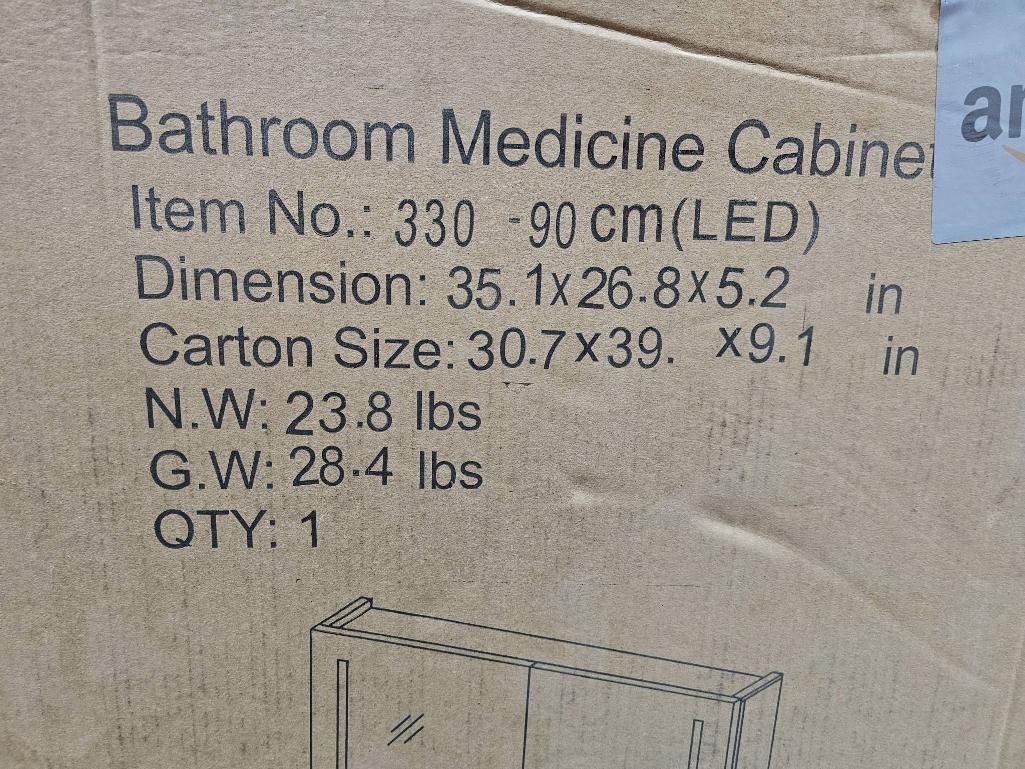 Bathroom Medicine Cabinet
Item No.: 330 -90 cm(LED)
Dimension: 35.1x26.8x5.2 in
Carton Size: 30.7x39. x9.1 in
N.W: 23.8 lbs
G.W: 28.4 lbs
QTY: 1